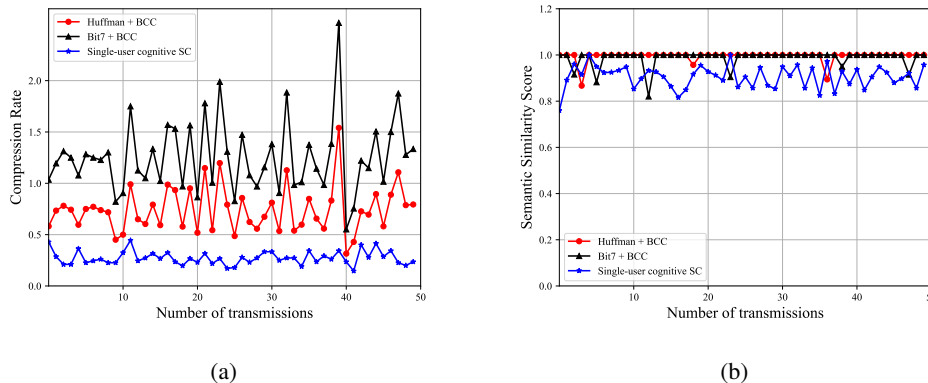 Huffman + BCC
Bit7 + BCC
Single-user cognitive SC
Compression Rate
2.0
1.5
1.0
0.5
0.0
10
20
30
40
50
Number of transmissions
(a)
1.2
1.0
0.8
0.6
0.4
0.2
0.0
Semantic Similarity Score
Huffman + BCC
Bit7 + BCC
Single-user cognitive SC
10
20
30
40
5
Number of transmissions
(b)